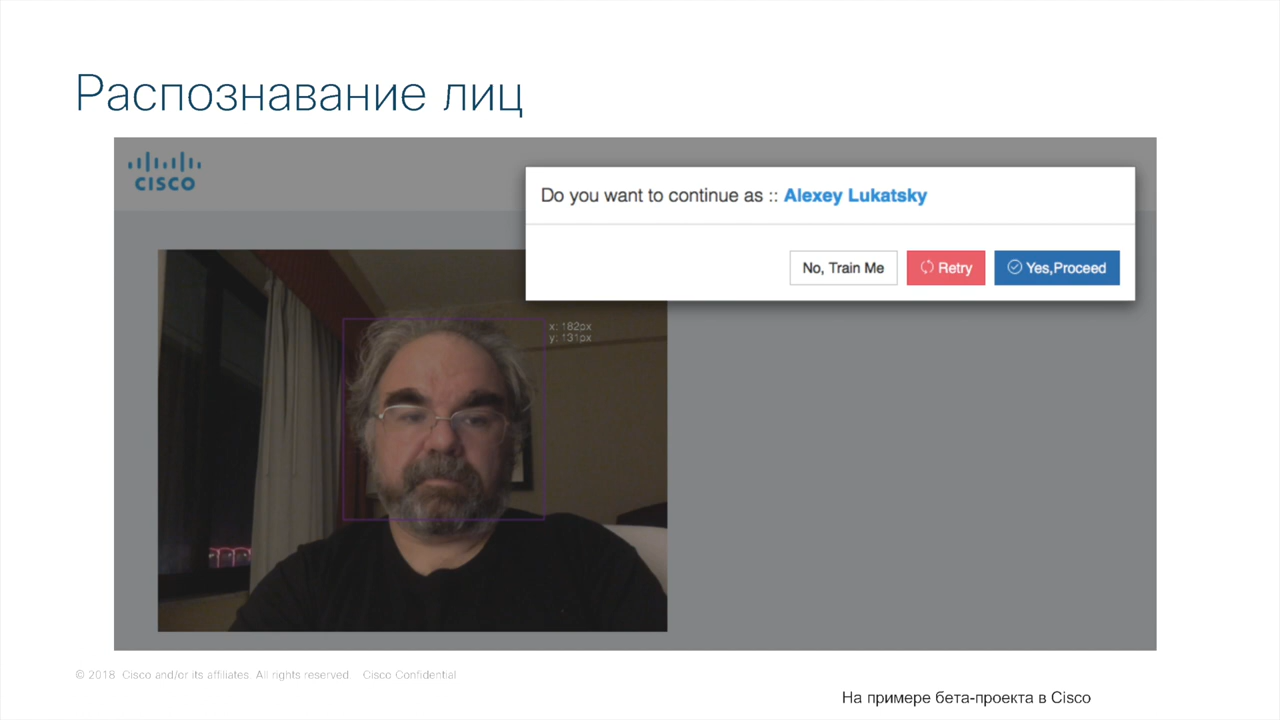 Распознавание лиц
CISCO
Do you want to continue as :: Alexey Lukatsky
No, Train Me
Retry
Yes,Proceed
x: 182px
y: 131px
© 2018 Cisco and/or its affiliates. All rights reserved. Cisco Confidential
На примере бета-проекта в Cisco